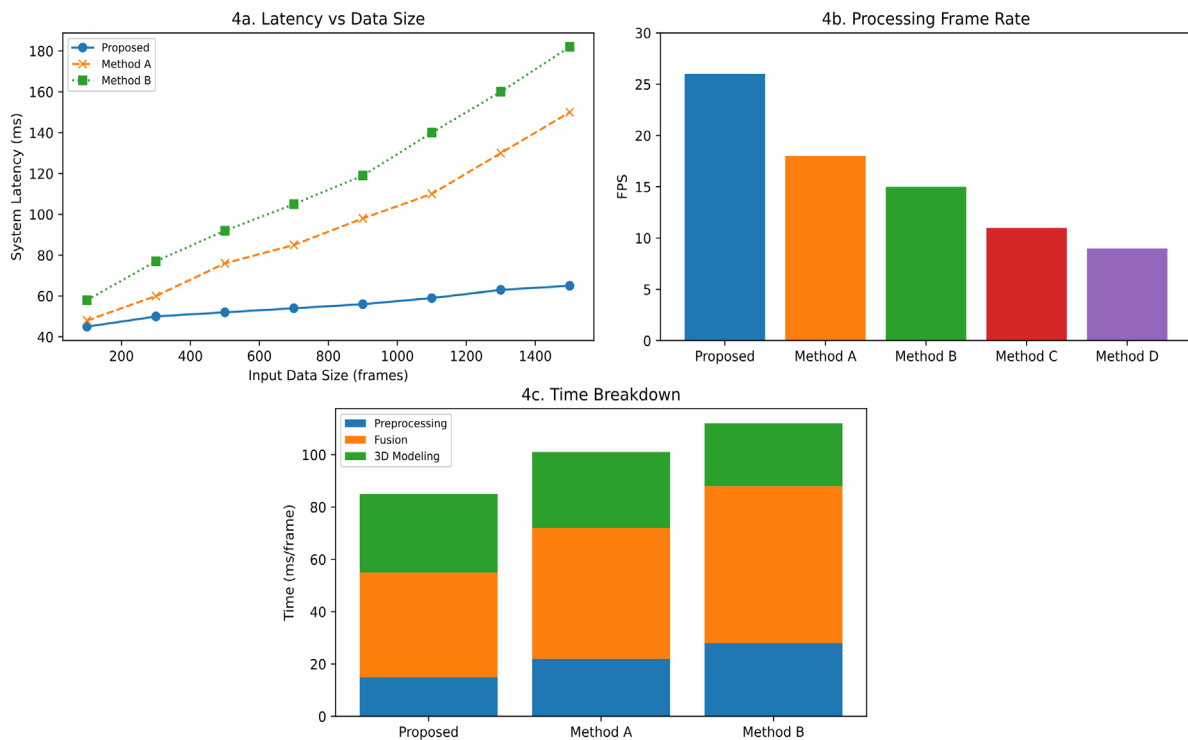 4a. Latency vs Data Size
Proposed
Method A
Method B
System Latency (ms)
180
160
140
120
100
80
60
40
200 400 600 800 1000 1200 1400
Input Data Size (frames)
4b. Processing Frame Rate
FPS
30
25
20
15
10
5
0
Proposed Method A Method B Method C Method D
4c. Time Breakdown
Preprocessing
Fusion
3D Modeling
Time (ms/frame)
100
80
60
40
20
0
Proposed Method A Method B